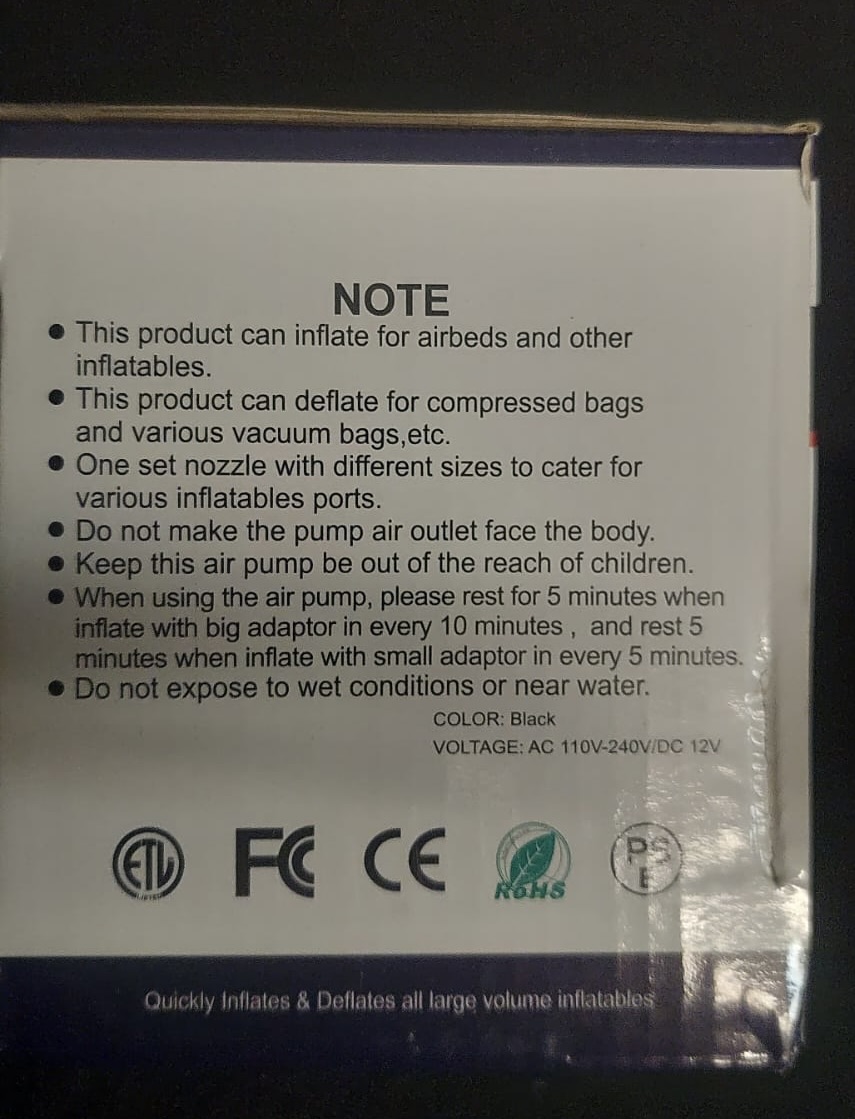 NOTE
● This product can inflate for airbeds and other
inflatables.
● This product can deflate for compressed bags
and various vacuum bags,etc.
● One set nozzle with different sizes to cater for
various inflatables ports.
● Do not make the pump air outlet face the body.
● Keep this air pump be out of the reach of children.
● When using the air pump, please rest for 5 minutes when
inflate with big adaptor in every 10 minutes , and rest 5
minutes when inflate with small adaptor in every 5 minutes.
● Do not expose to wet conditions or near water.
COLOR: Black
VOLTAGE: AC 110V-240V/DC 12V
ETL LISTED FC CE RoHS PSE
Quickly Inflates & Deflates all large volume inflatables